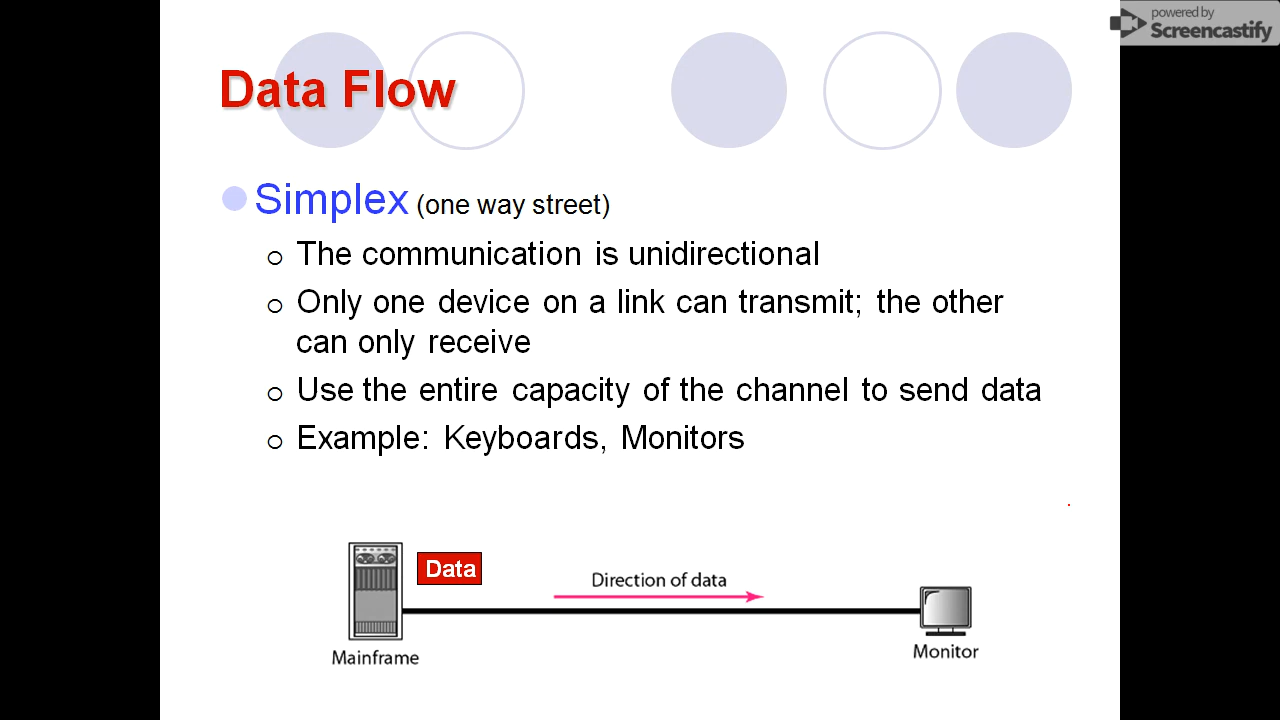 powered by
Screencastify
Data Flow
Simplex (one way street)
The communication is unidirectional
Only one device on a link can transmit; the other
can only receive
Use the entire capacity of the channel to send data
Example: Keyboards, Monitors
Data
Direction of data
Mainframe
Monitor